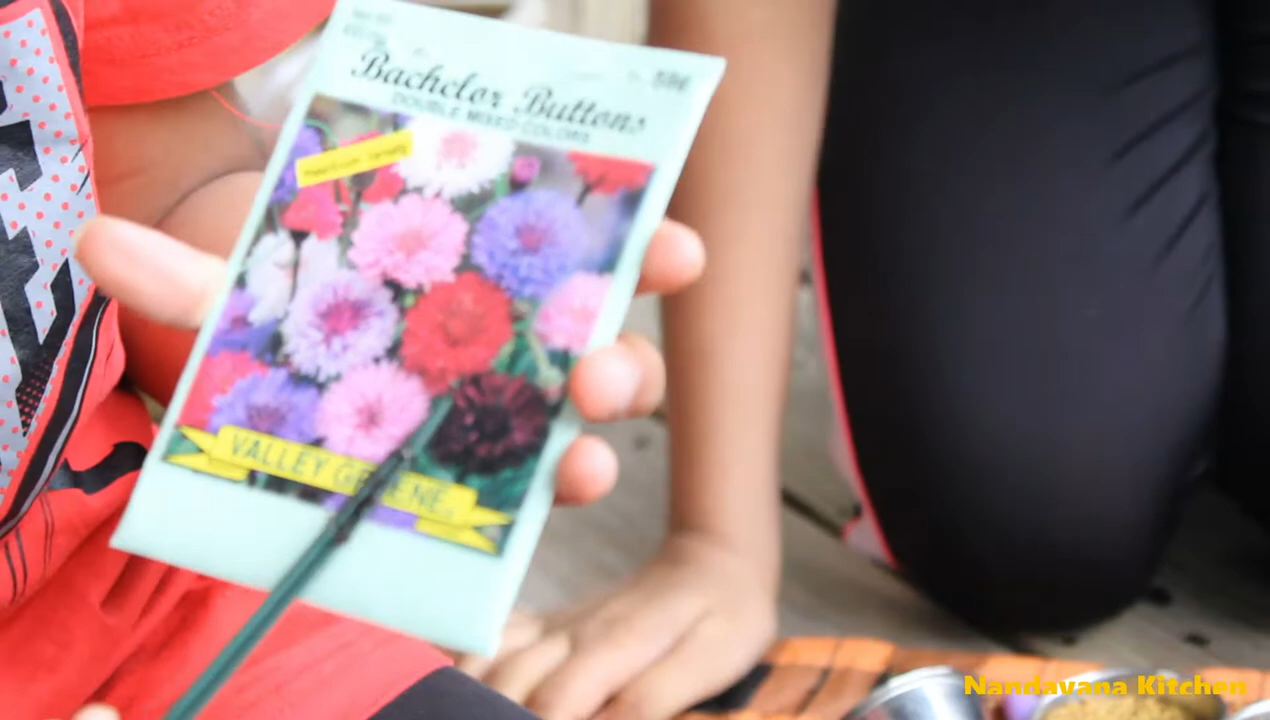 Bachelor Buttons
DOUBLE MIXED COLORS
VALLEY GREENE
Nandavana Kitchen